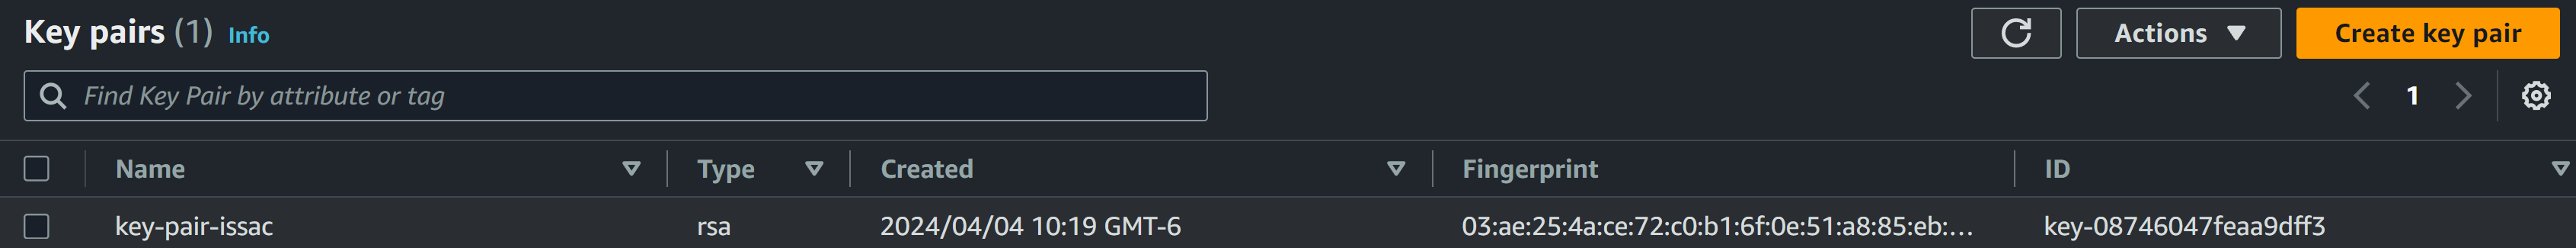 Key pairs (1) Info
Actions
Create key pair
Find Key Pair by attribute or tag
1
Name Type Created Fingerprint ID
key-pair-issac rsa 2024/04/04 10:19 GMT-6 03:ae:25:4a:ce:72:c0:b1:6f:0e:51:a8:85:eb:... key-08746047feaa9dff3